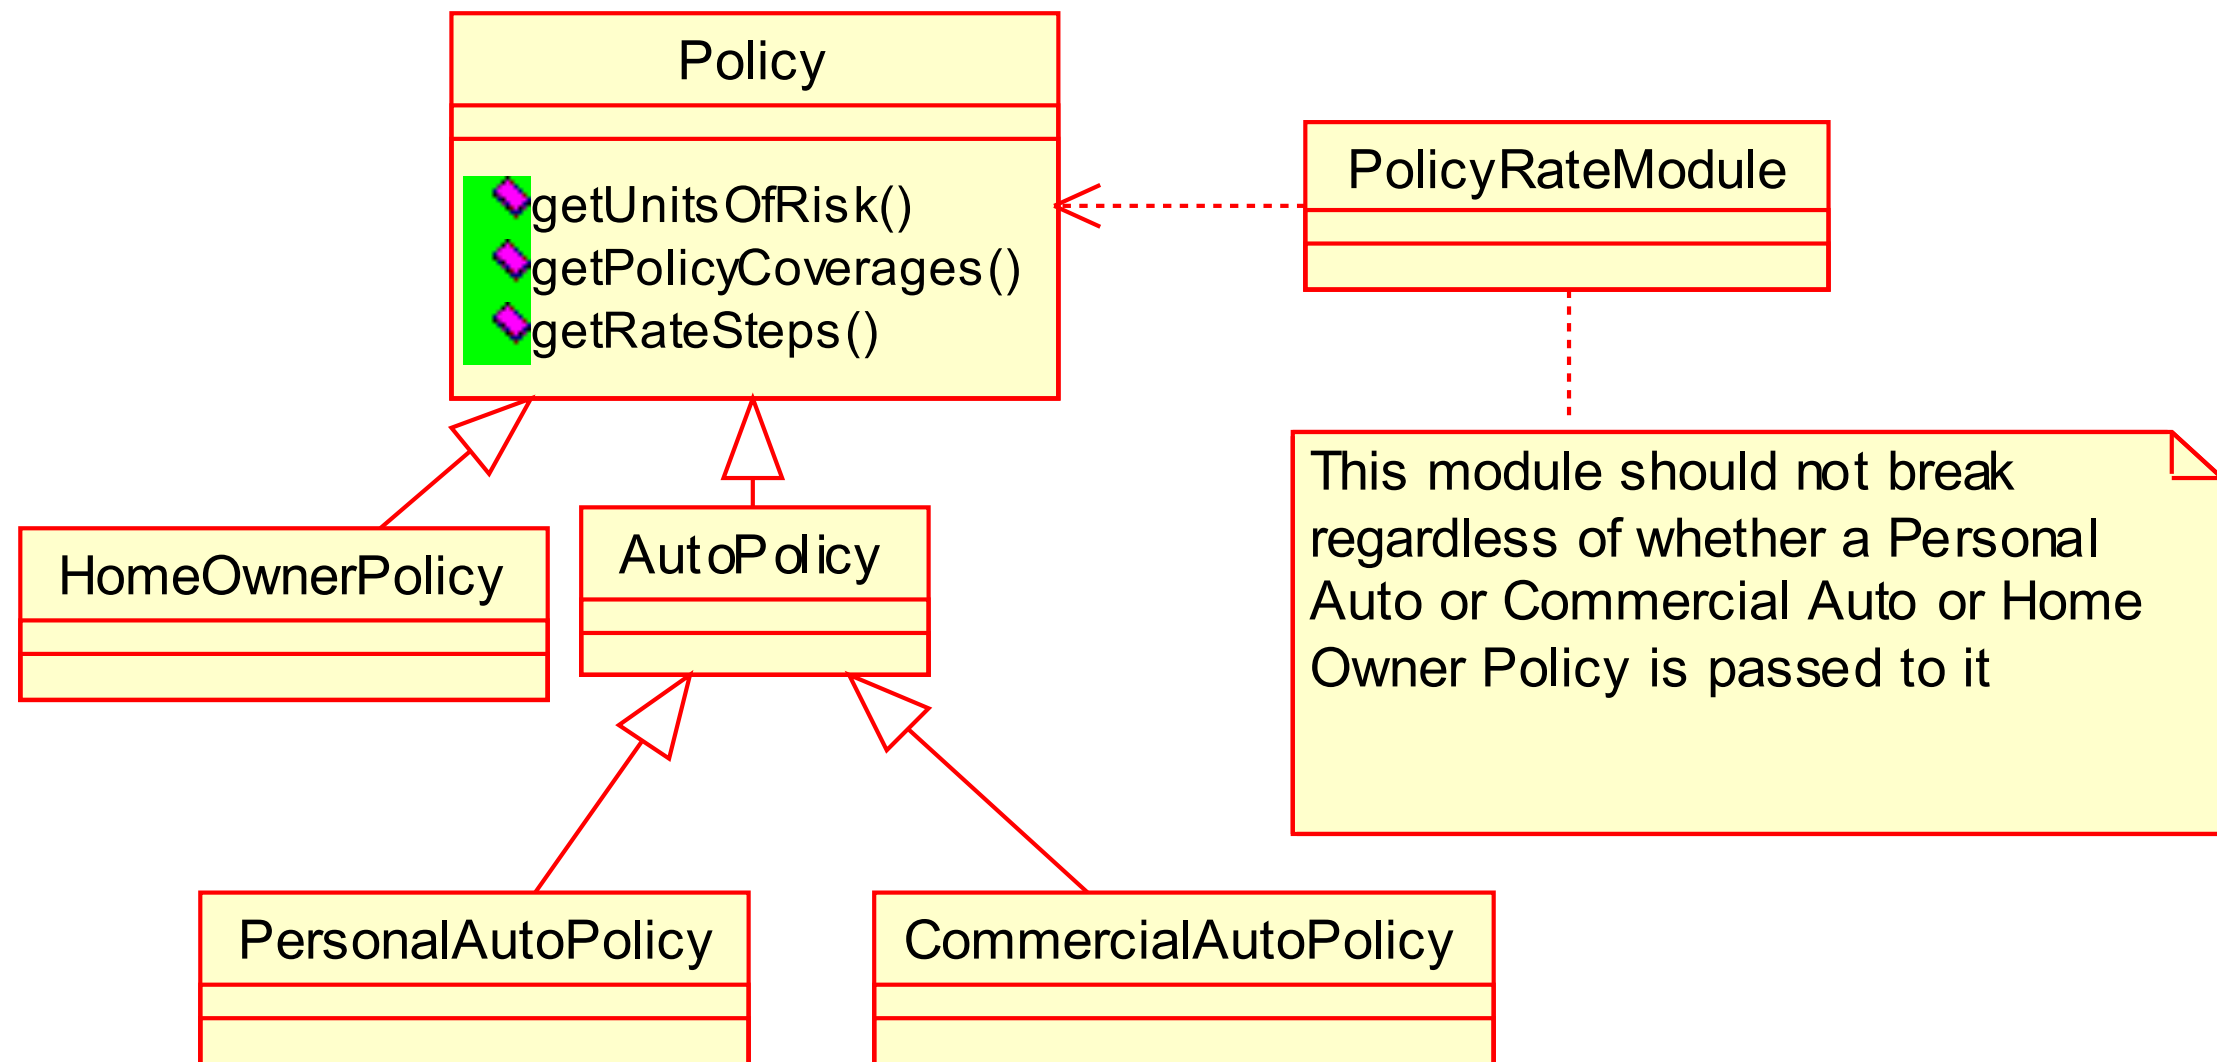 Policy
getUnitsOfRisk()
getPolicyCoverages()
getRateSteps()
PolicyRateModule
This module should not break
regardless of whether a Personal
Auto or Commercial Auto or Home
Owner Policy is passed to it
HomeOwnerPolicy
AutoPolicy
PersonalAutoPolicy
CommercialAutoPolicy